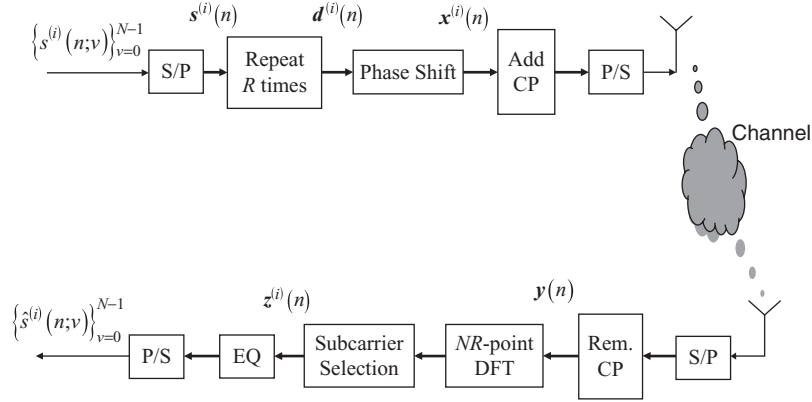 s⁽ⁱ⁾(n)
d⁽ⁱ⁾(n)
x⁽ⁱ⁾(n)
{s⁽ⁱ⁾(n;v)}_{v=0}^{N−1}
S/P
Repeat
R times
Phase Shift
Add
CP
P/S
Channel
{ŝ⁽ⁱ⁾(n;v)}_{v=0}^{N−1}
z⁽ⁱ⁾(n)
y(n)
P/S
EQ
Subcarrier
Selection
NR-point
DFT
Rem.
CP
S/P